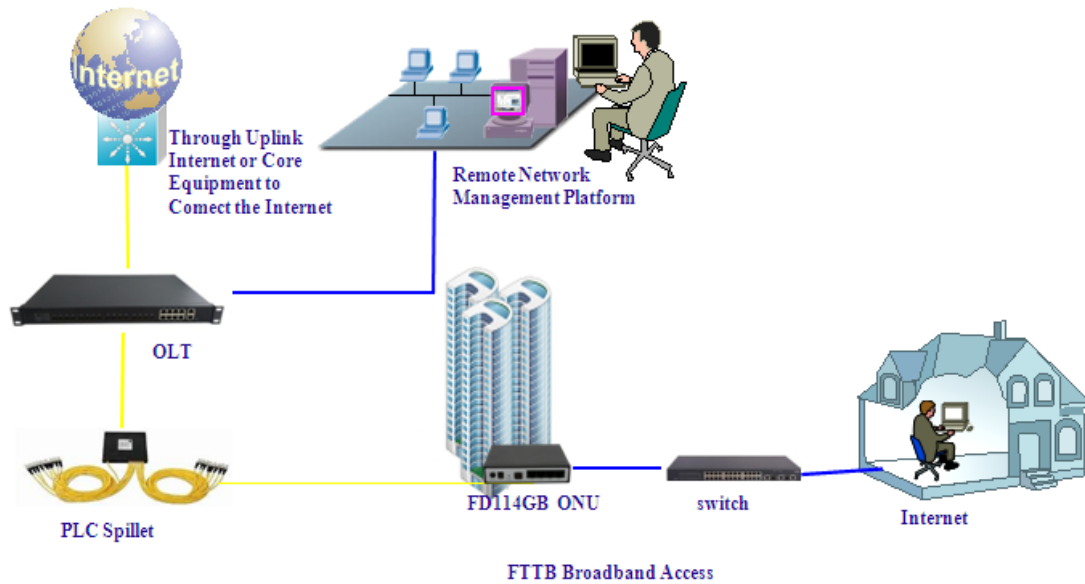 Internet
Through Uplink
Internet or Core
Equipment to
Comect the Internet
Remote Network
Management Platform
OLT
PLC Spillet
FD114GB ONU
switch
Internet
FTTB Broadband Access